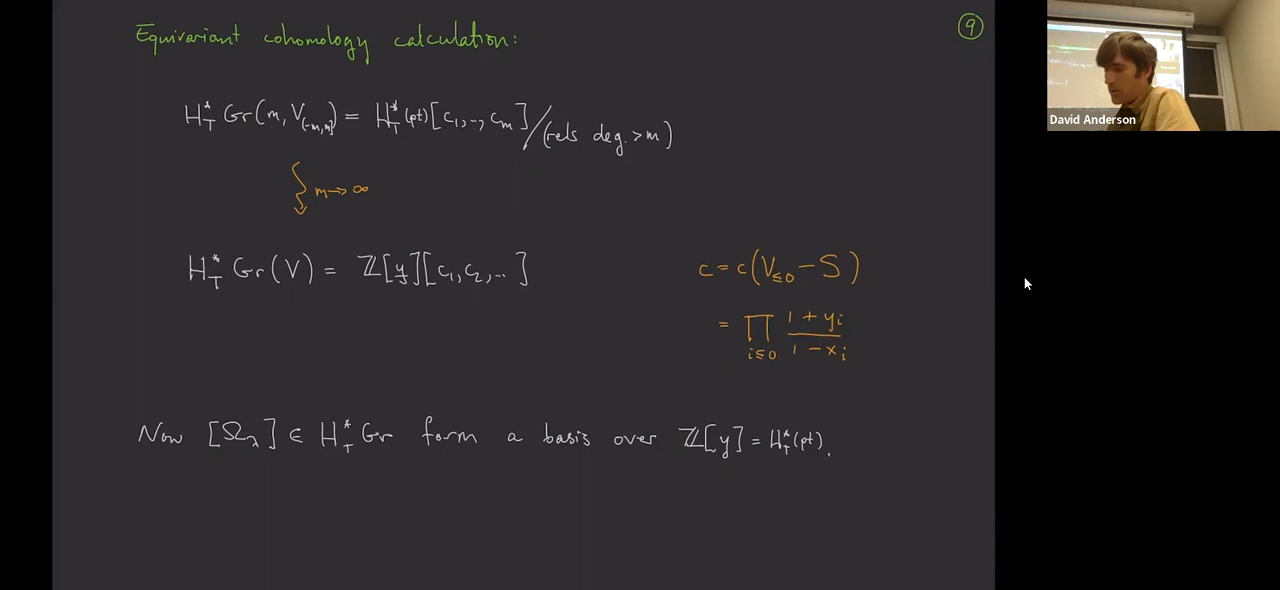 Equivariant cohomology calculation:
9
H*_T Gr(m, V_(-m,m]) = H*_T(pt)[c_1,..,c_m]/(rels deg. > m)
m → ∞
H*_T Gr(V) = ℤ[y][c_1, c_2, ...]
c = c(V_≤0 − S)
= ∏_{i≤0} (1 + y_i)/(1 − x_i)
Now [Ω_λ] ∈ H*_T Gr form a basis over ℤ[y] = H*_T(pt).
David Anderson